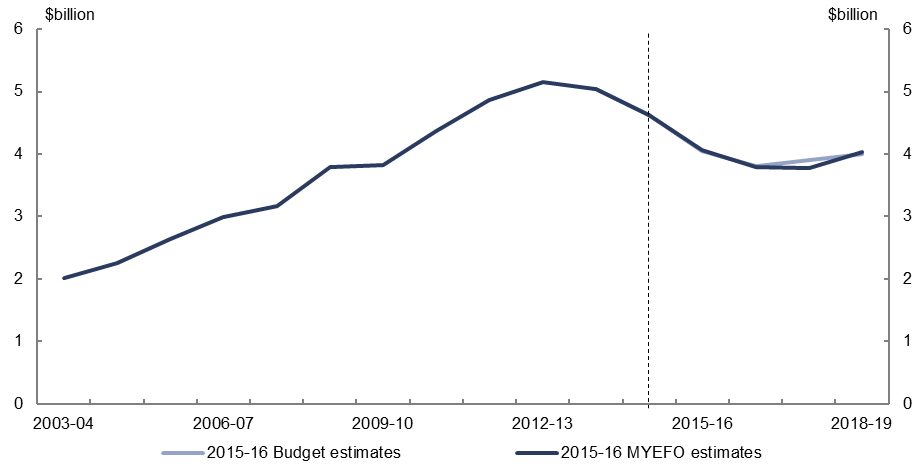 $billion $billion
6 6
5 5
4 4
3 3
2 2
1 1
0 0
2003-04 2006-07 2009-10 2012-13 2015-16 2018-19
2015-16 Budget estimates 2015-16 MYEFO estimates